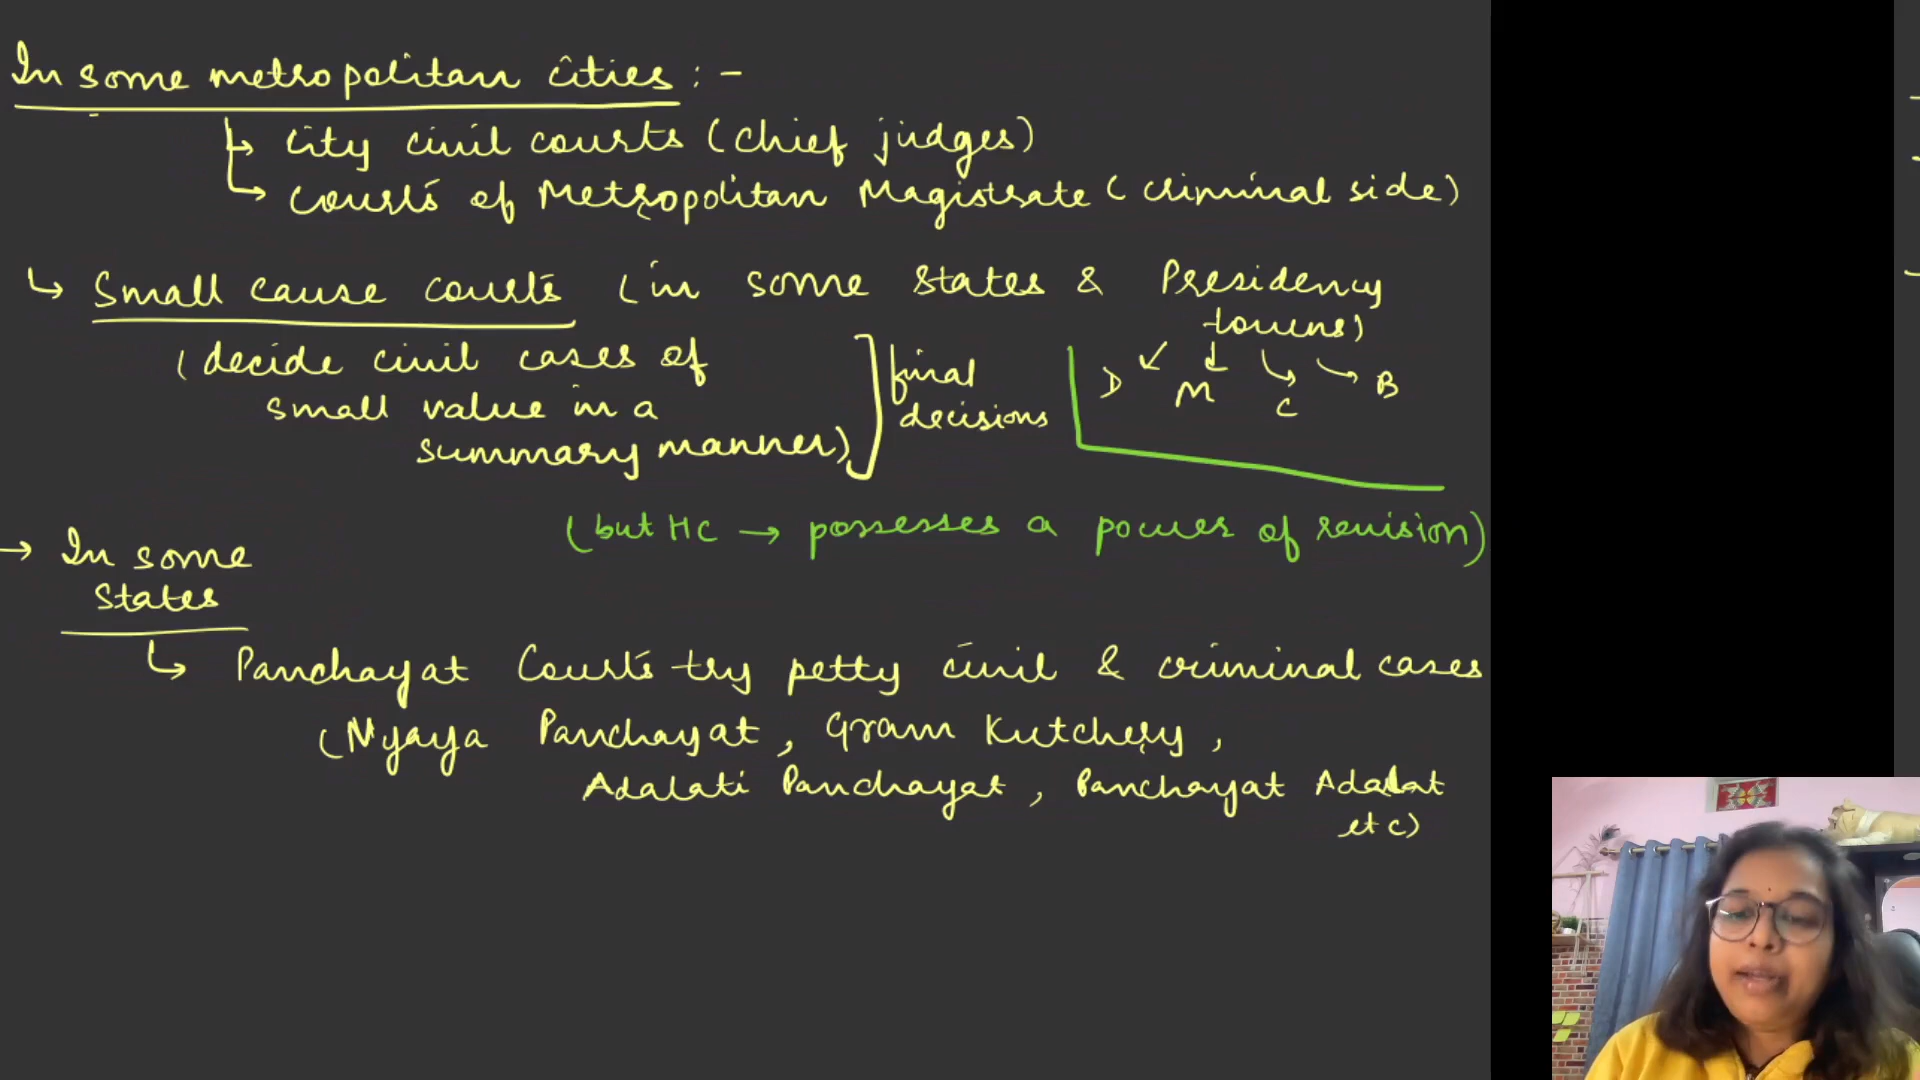 In some metropolitan cities :-
↳ City civil courts (chief judges)
↳ Courts of Metropolitan Magistrate (criminal side)
↳ Small cause courts (in some states & Presidency
towns)
(decide civil cases of
small value in a
summary manner)
final
decisions
D M C B
(but HC → possesses a power of revision)
→ In some
States
↳ Panchayat Courts try petty civil & criminal cases
(Nyaya Panchayat, Gram Kutchery,
Adalati Panchayat, Panchayat Adalat
etc)